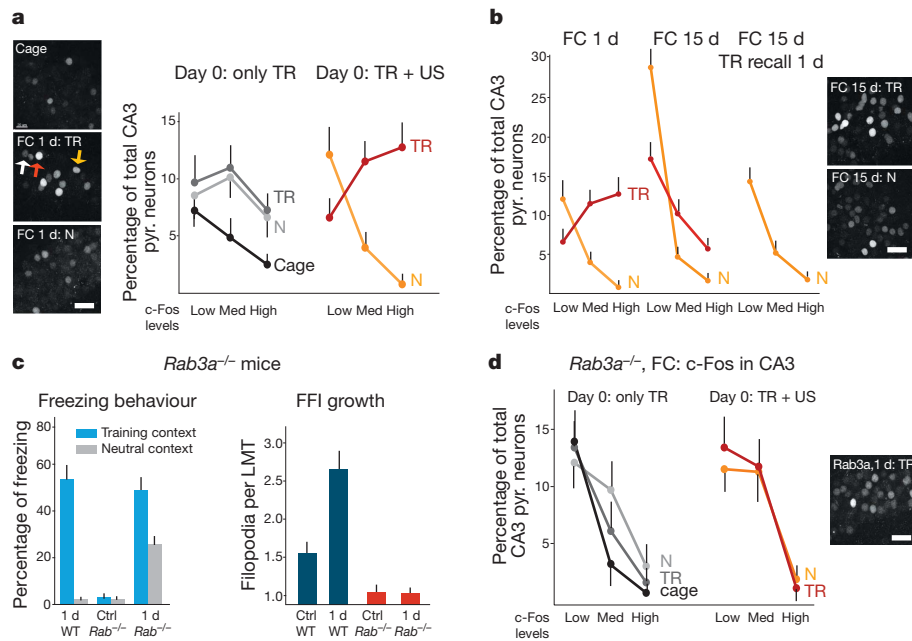 a
Cage
FC 1 d: TR
FC 1 d: N
Percentage of total CA3
pyr. neurons
Day 0: only TR
Day 0: TR + US
15
10
5
TR
N
Cage
TR
N
c-Fos
levels
Low Med High
Low Med High
b
FC 1 d
FC 15 d
FC 15 d
TR recall 1 d
Percentage of total CA3
pyr. neurons
30
25
20
15
10
5
TR
N
N
N
c-Fos
levels
Low Med High
Low Med High
Low Med High
FC 15 d: TR
FC 15 d: N
c
Rab3a–/– mice
Freezing behaviour
Percentage of freezing
80
60
40
20
0
Training context
Neutral context
1 d
WT
Ctrl
Rab–/–
1 d
Rab–/–
FFI growth
Filopodia per LMT
3.0
2.0
1.0
Ctrl
WT
1 d
WT
Ctrl
Rab–/–
1 d
Rab–/–
d
Rab3a–/–, FC: c-Fos in CA3
Percentage of total
CA3 pyr. neurons
Day 0: only TR
Day 0: TR + US
15
10
5
N
TR
cage
N
TR
c-Fos
levels
Low Med High
Low Med High
Rab3a,1 d: TR